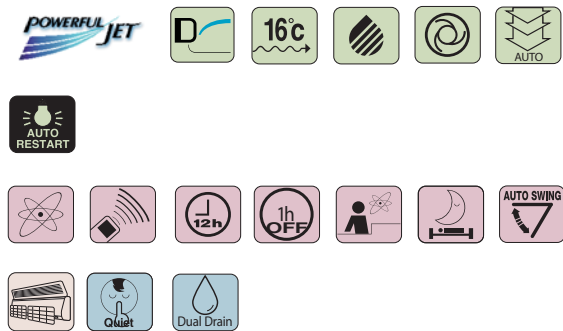 POWERFUL JET
D
16°c
AUTO
AUTO
RESTART
12h
1h
OFF
AUTO SWING
Quiet
Dual Drain